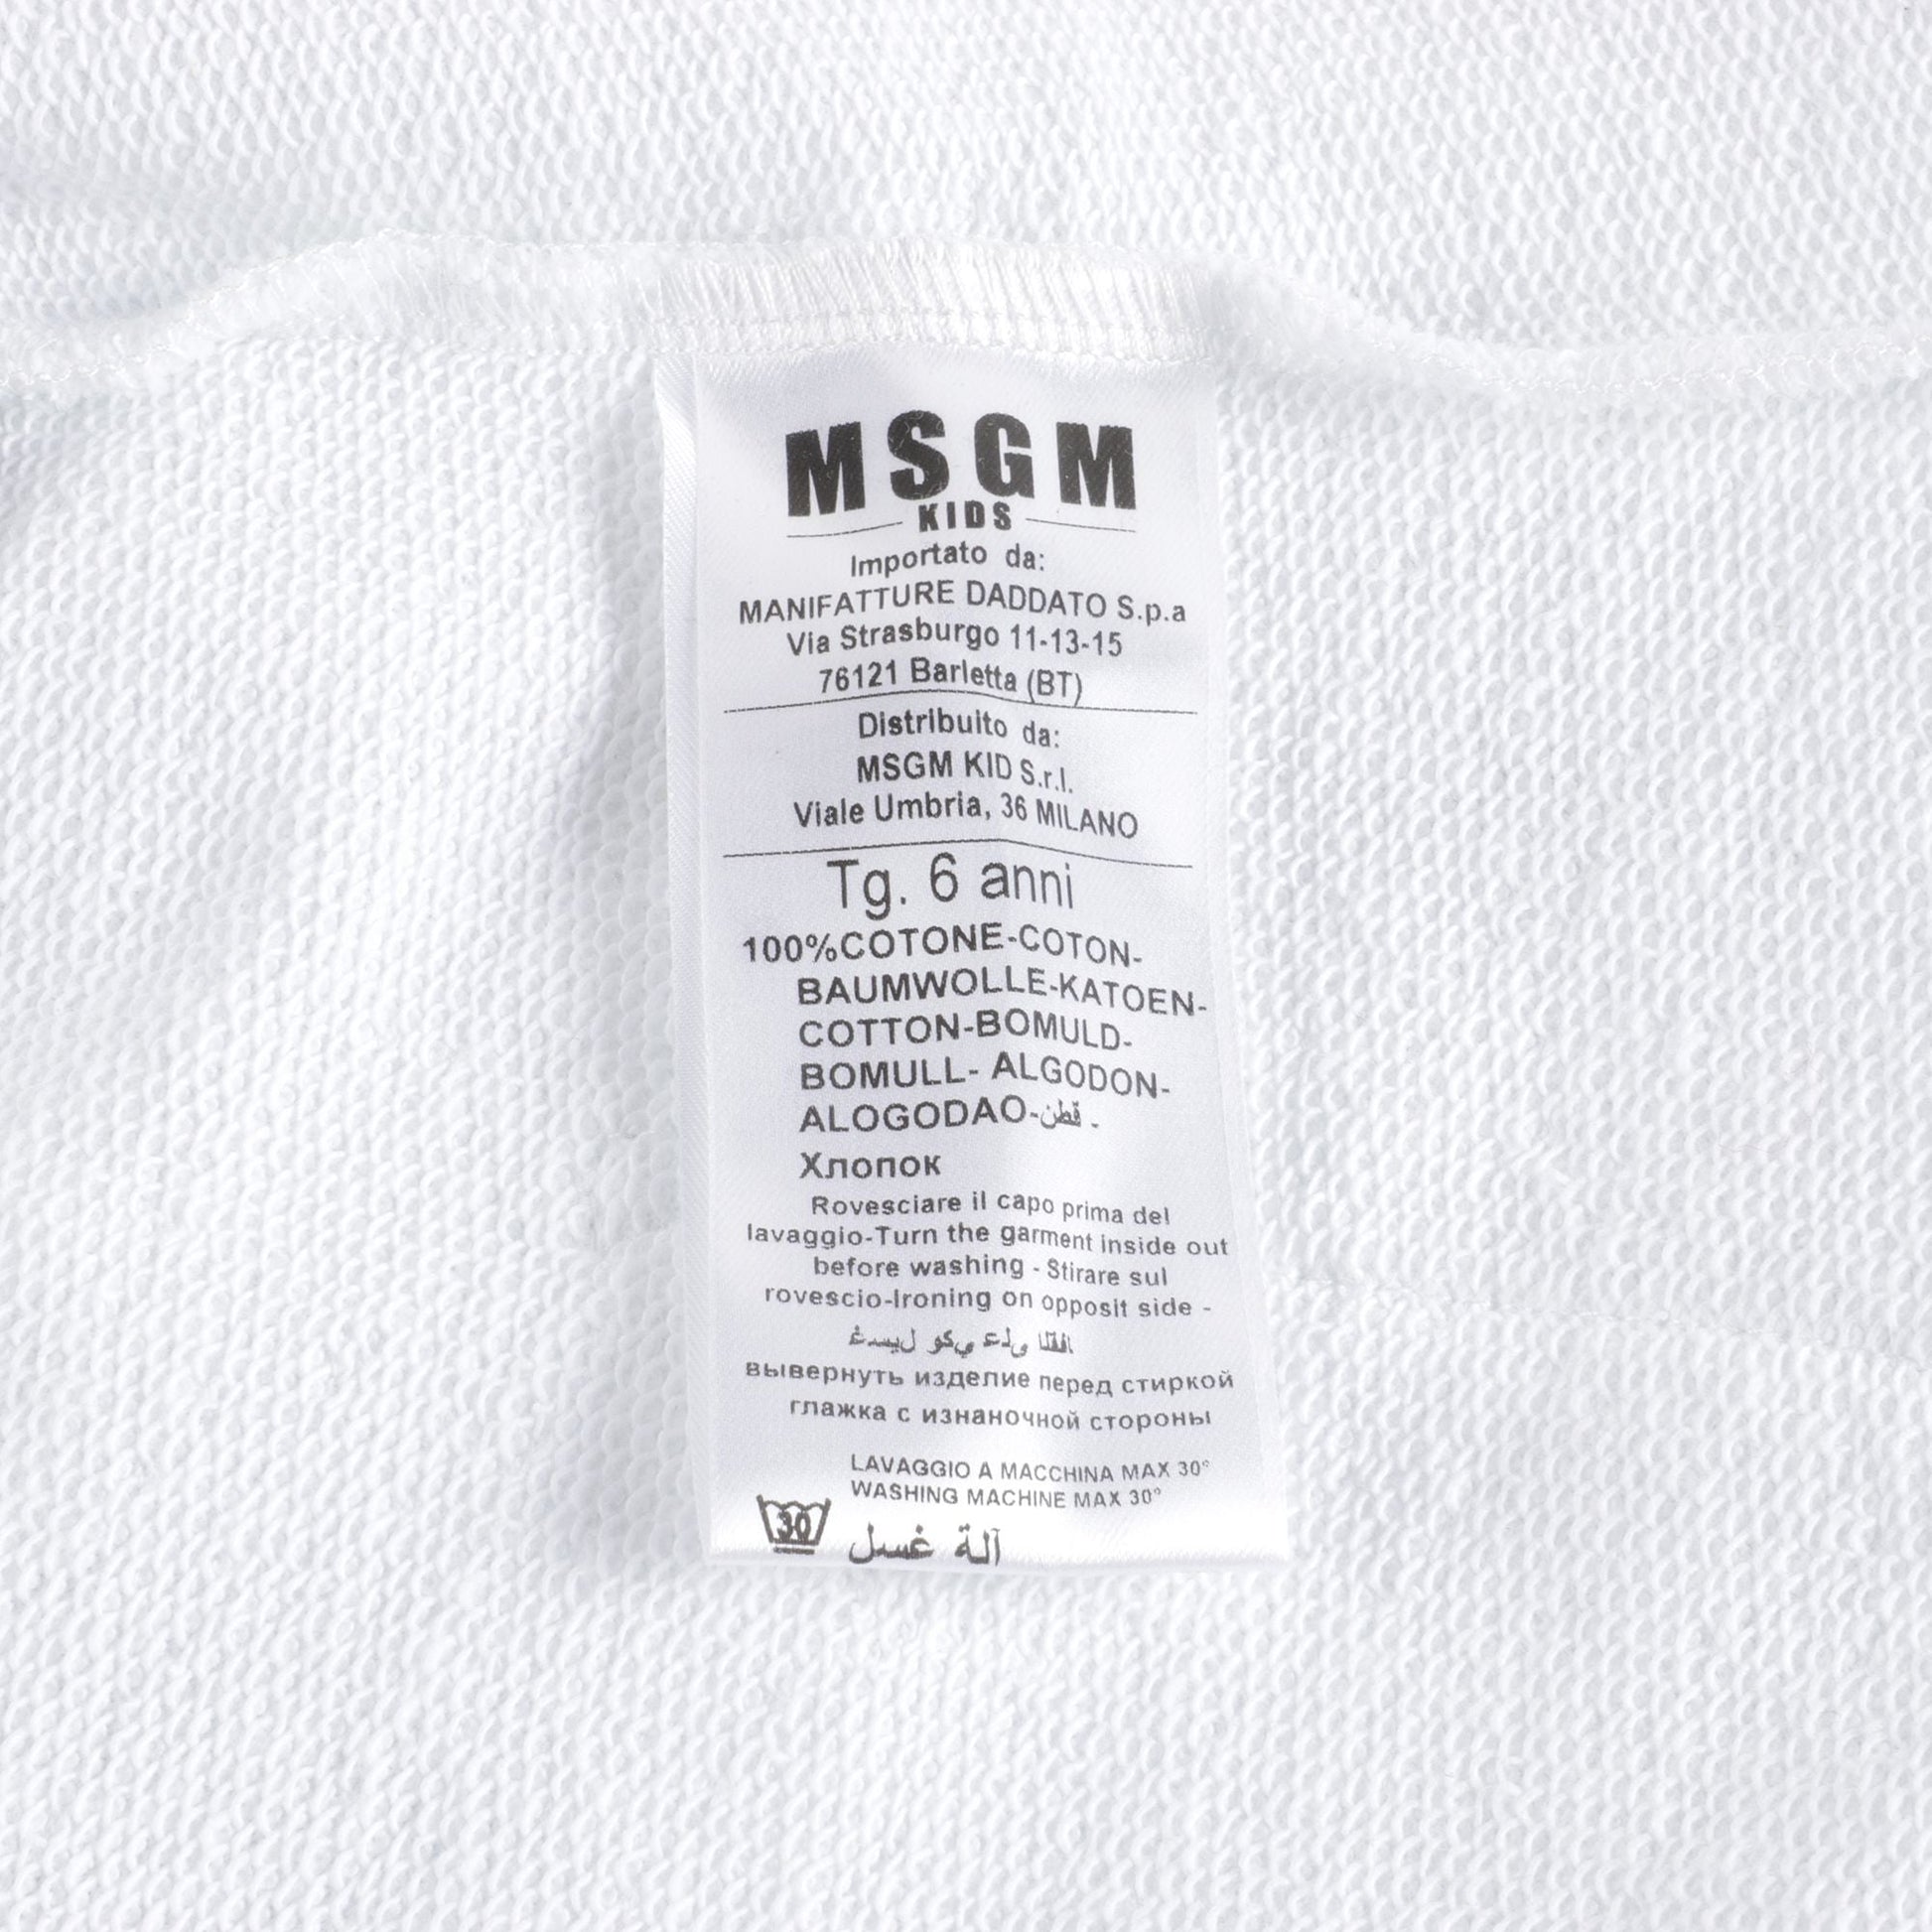 MSGM
KIDS
Importato da:
MANIFATTURE DADDATO S.p.a
Via Strasburgo 11-13-15
76121 Barletta (BT)
Distribuito da:
MSGM KID S.r.l.
Viale Umbria, 36 MILANO
Tg. 6 anni
100%COTONE-COTON-
BAUMWOLLE-KATOEN-
COTTON-BOMULD-
BOMULL- ALGODON-
ALOGODAO-قطن -
Хлопок
Rovesciare il capo prima del
lavaggio-Turn the garment inside out
before washing - Stirare sul
rovescio-Ironing on opposit side -
вывернуть изделие перед стиркой
глажка с изнаночной стороны
LAVAGGIO A MACCHINA MAX 30°
WASHING MACHINE MAX 30°
30 آلة غسل